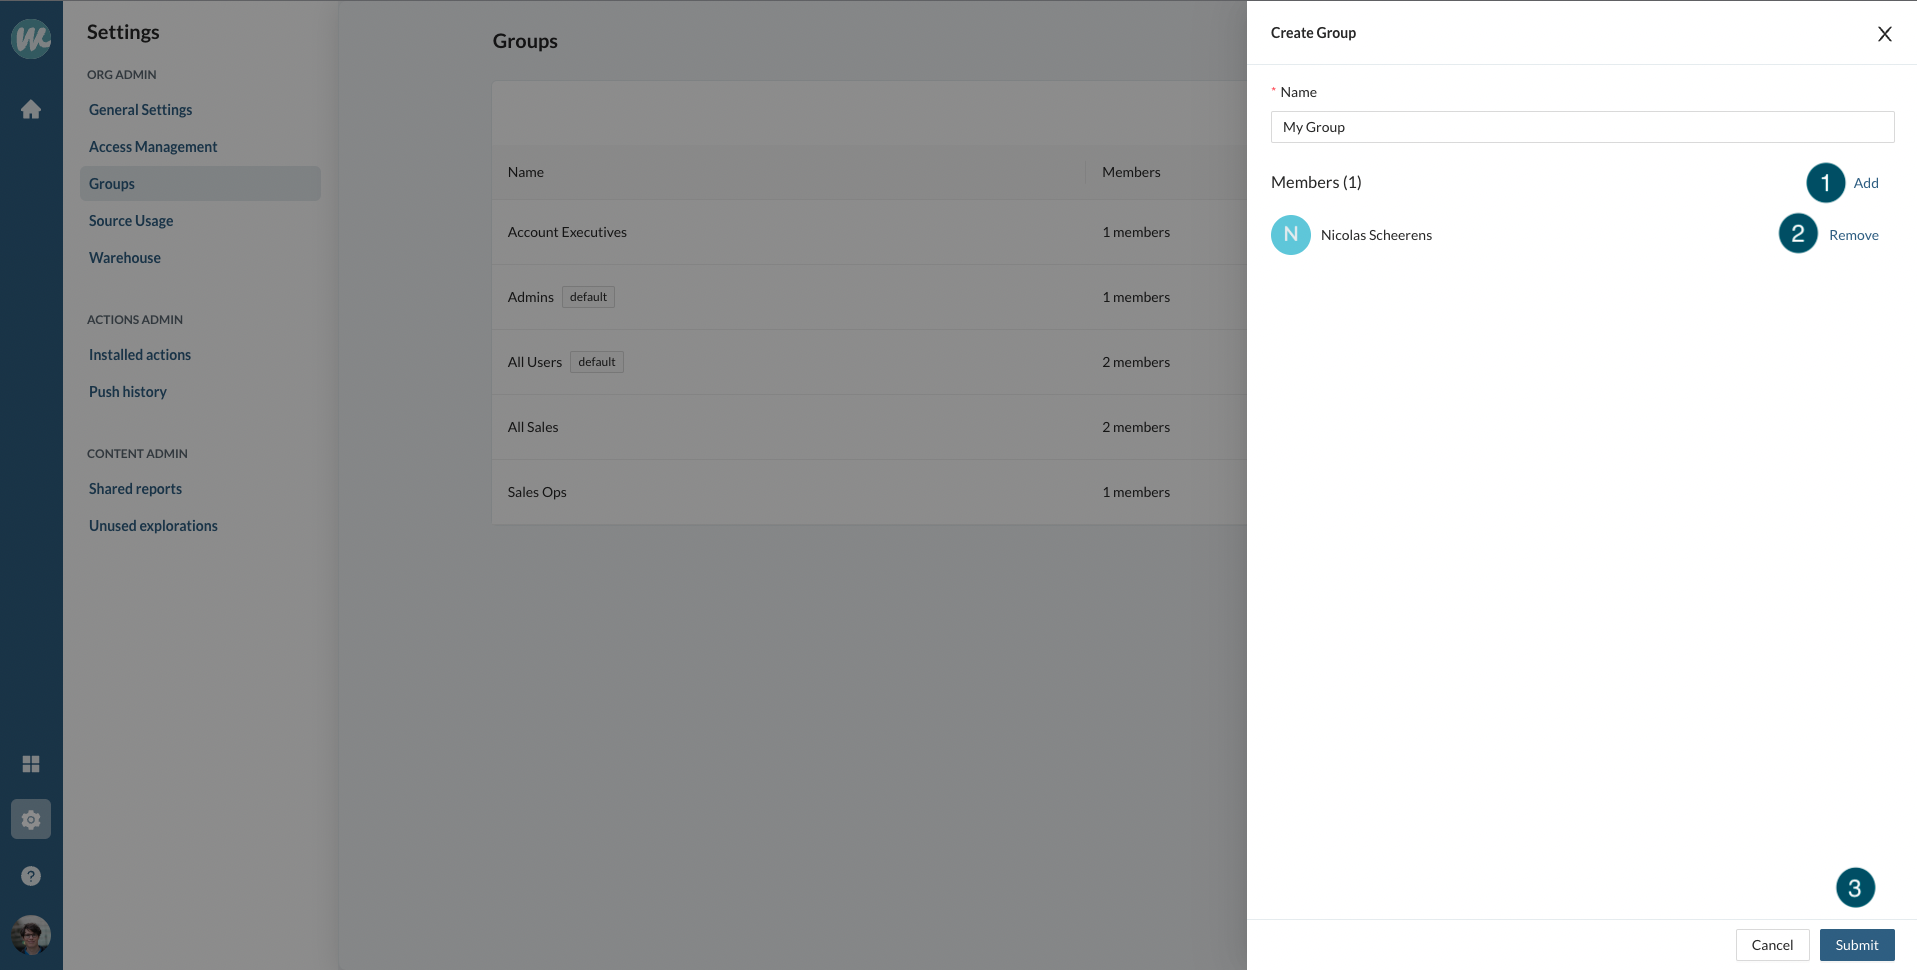 Settings
ORG ADMIN
General Settings
Access Management
Groups
Source Usage
Warehouse
ACTIONS ADMIN
Installed actions
Push history
CONTENT ADMIN
Shared reports
Unused explorations
Groups
Name Members
Account Executives 1 members
Admins default 1 members
All Users default 2 members
All Sales 2 members
Sales Ops 1 members
Create Group
* Name
My Group
Members (1) 1 Add
N Nicolas Scheerens 2 Remove
3
Cancel Submit